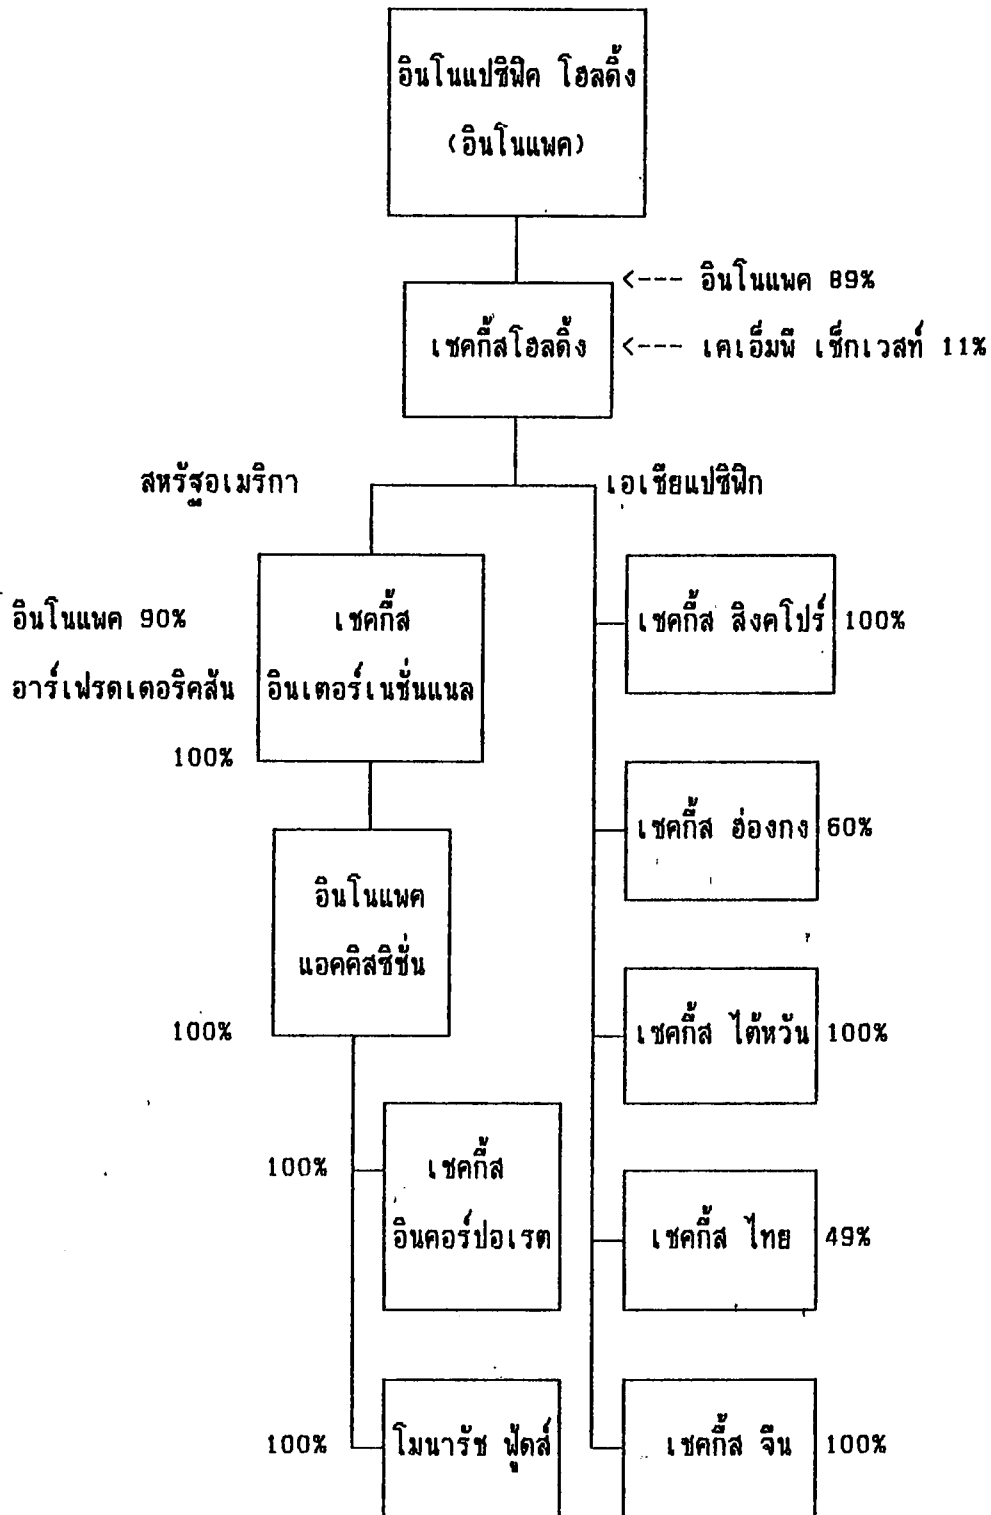 อินโนแปซิฟิค โฮลดิ้ง
(อินโนแพค)
<--- อินโนแพค 89%
เชคกี้สโฮลดิ้ง <--- เคเอ็มพี เช็กเวสท์ 11%
สหรัฐอเมริกา
เอเชียแปซิฟิก
อินโนแพค 90%
อาร์เฟรดเตอริคสัน
เชคกี้ส
อินเตอร์เนชั่นแนล
100%
เชคกี้ส สิงคโปร์ 100%
เชคกี้ส ฮ่องกง 60%
อินโนแพค
แอคคิสซิชั่น
100%
เชคกี้ส ไต้หวัน 100%
100%
เชคกี้ส
อินคอร์ปอเรต
เชคกี้ส ไทย 49%
100%
โมนารัช ฟู้ดส์
เชคกี้ส จีน 100%